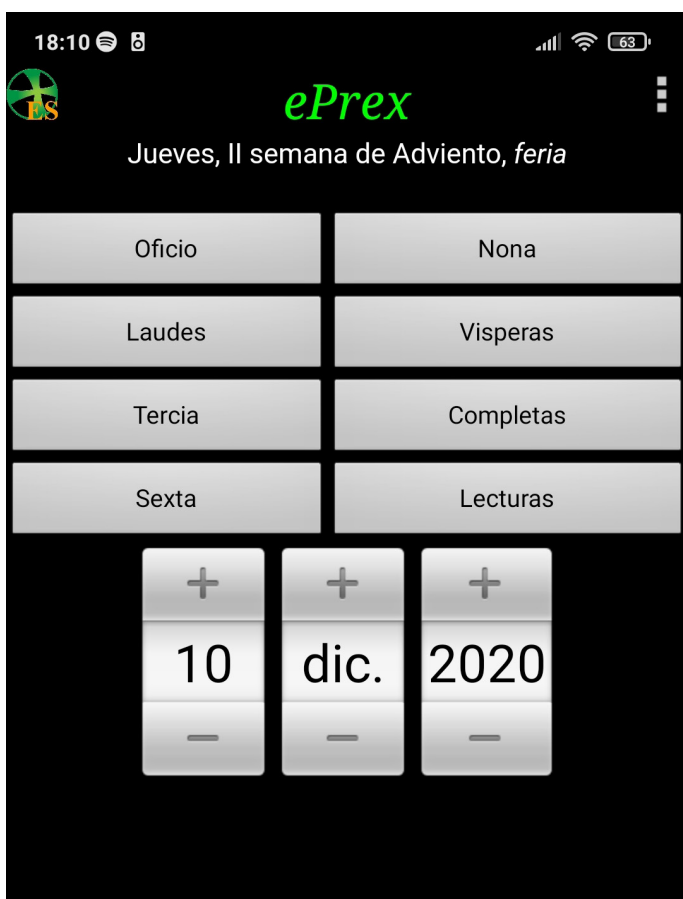 18:10 63
ES
ePrex
Jueves, II semana de Adviento, feria
Oficio Nona
Laudes Visperas
Tercia Completas
Sexta Lecturas
+ + +
10 dic. 2020
− − −